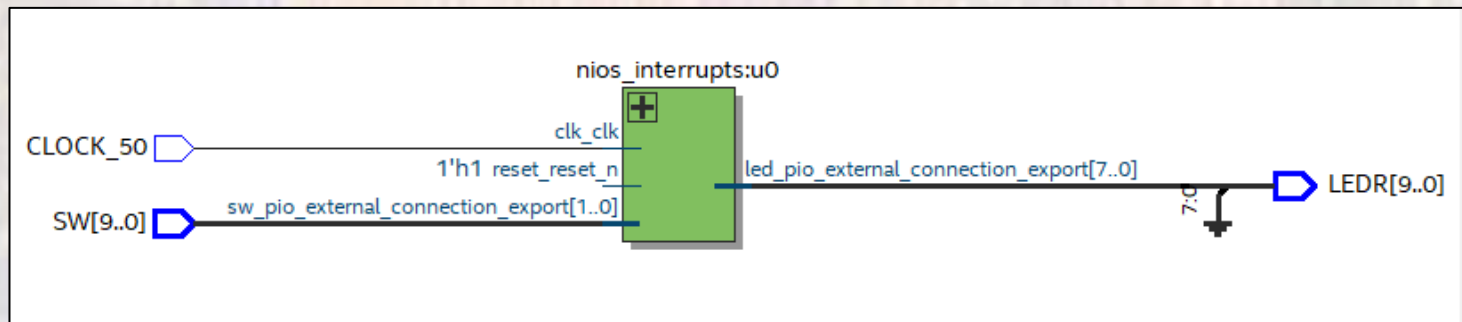 nios_interrupts:u0
CLOCK_50
clk_clk
1'h1 reset_reset_n
led_pio_external_connection_export[7..0]
7:0
LEDR[9..0]
sw_pio_external_connection_export[1..0]
SW[9..0]